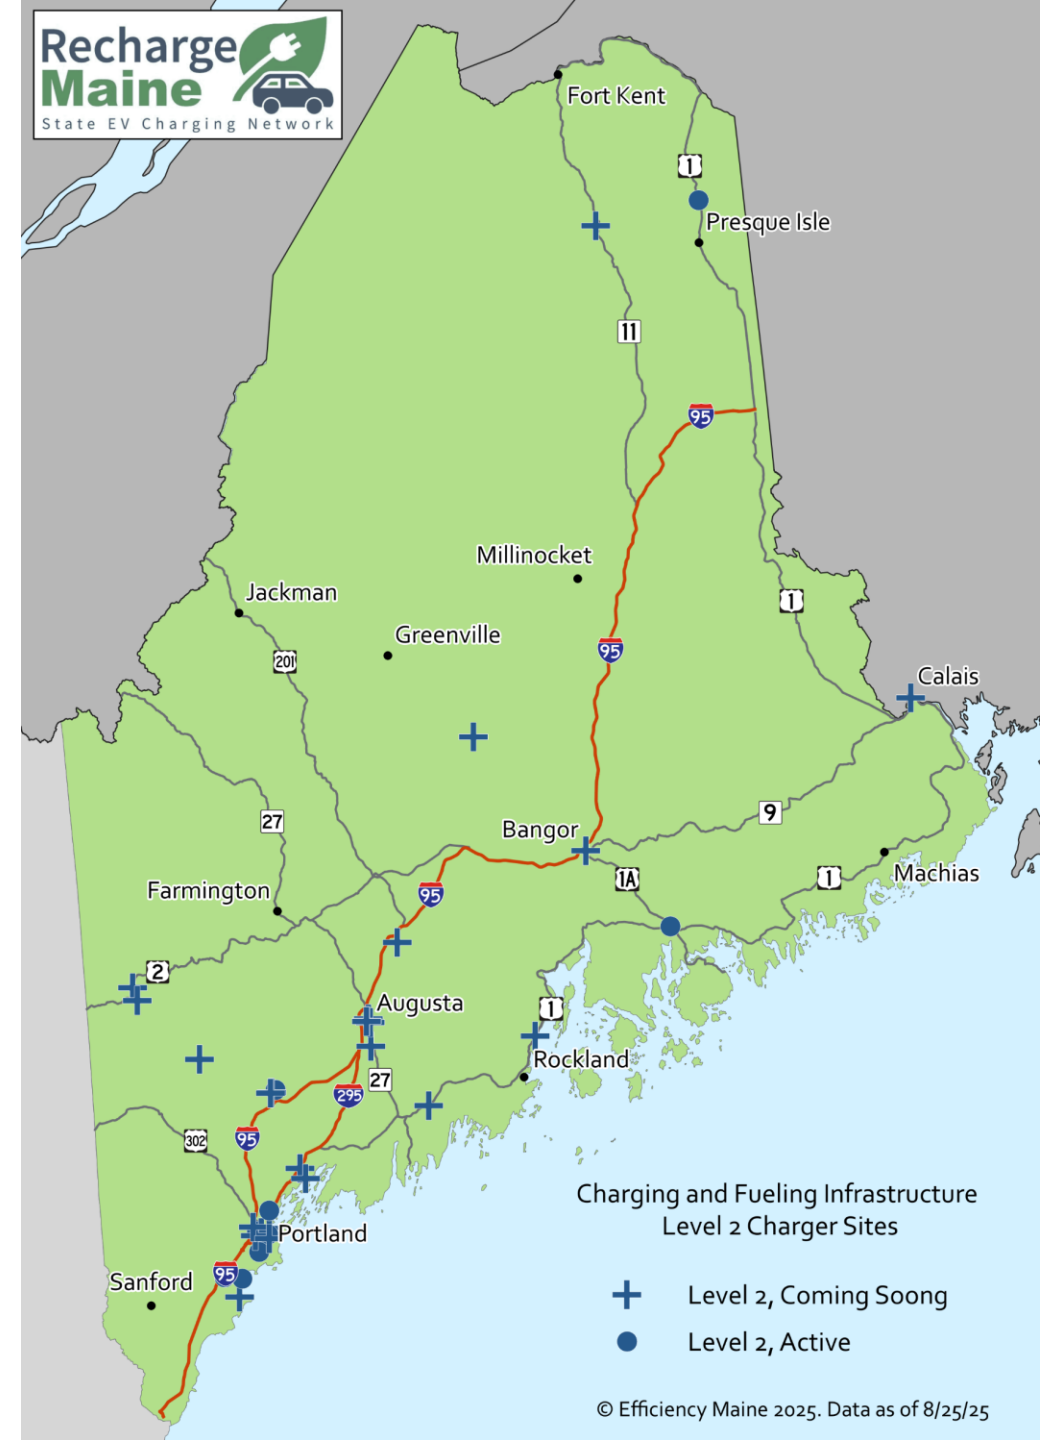 Recharge
Maine
State EV Charging Network
Fort Kent
1
Presque Isle
11
95
Millinocket
Jackman
1
Greenville
201
95
Calais
27
9
Bangor
1A
1
Machias
95
Farmington
2
Augusta
1
Rockland
27
295
95
302
Charging and Fueling Infrastructure
Level 2 Charger Sites
Portland
95
Sanford
Level 2, Coming Soong
Level 2, Active
© Efficiency Maine 2025. Data as of 8/25/25